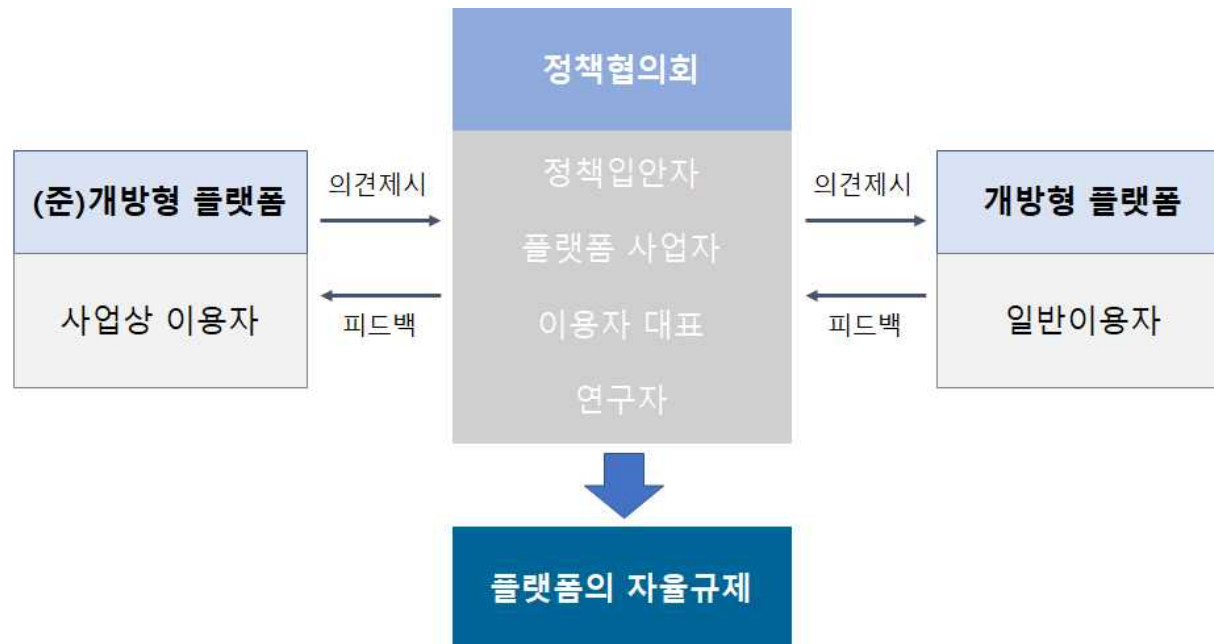 정책협의회
정책입안자
플랫폼 사업자
이용자 대표
연구자
(준)개방형 플랫폼
사업상 이용자
의견제시
피드백
의견제시
피드백
개방형 플랫폼
일반이용자
플랫폼의 자율규제